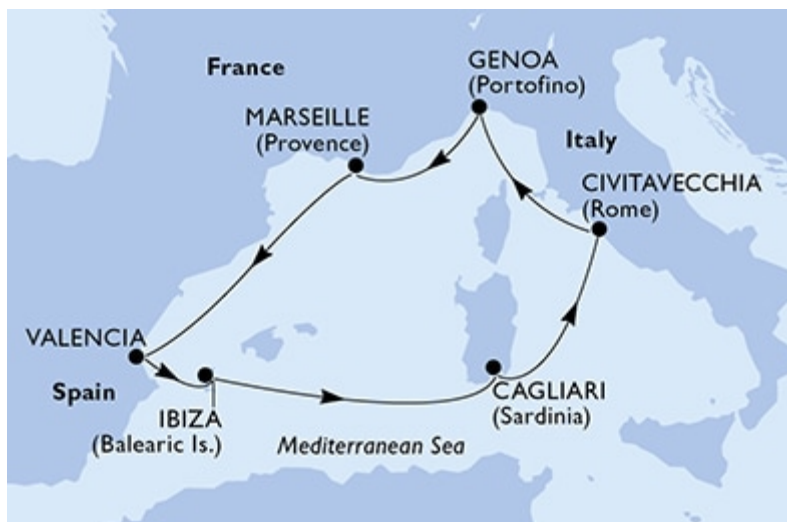 GENOA
(Portofino)
France
MARSEILLE
(Provence)
Italy
CIVITAVECCHIA
(Rome)
VALENCIA
Spain
IBIZA
(Balearic Is.)
CAGLIARI
(Sardinia)
Mediterranean Sea